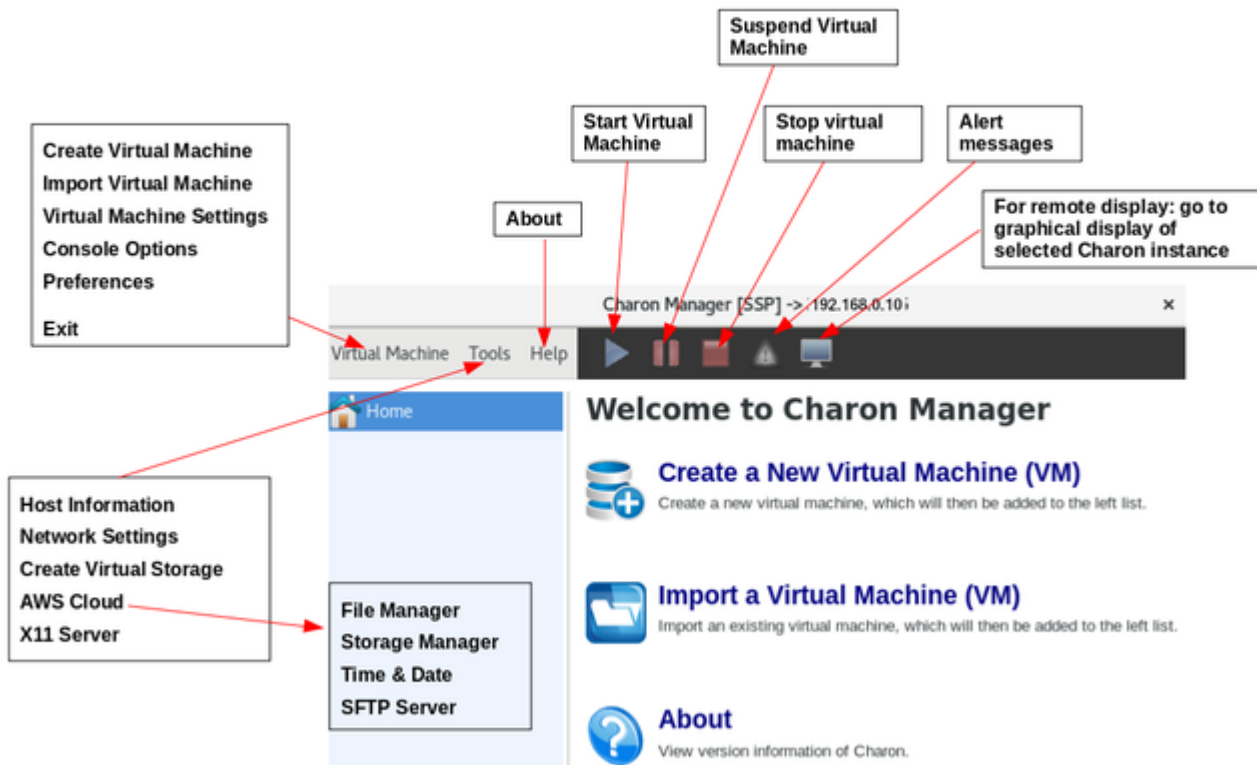 Suspend Virtual
Machine
Start Virtual
Machine
Stop virtual
machine
Alert
messages
Create Virtual Machine
Import Virtual Machine
Virtual Machine Settings
Console Options
Preferences
Exit
About
For remote display: go to
graphical display of
selected Charon instance
Charon Manager [SSP] -> 192.168.0.10
×
Virtual Machine Tools Help
Home
Welcome to Charon Manager
Create a New Virtual Machine (VM)
Create a new virtual machine, which will then be added to the left list.
Host Information
Network Settings
Create Virtual Storage
AWS Cloud
X11 Server
File Manager
Storage Manager
Time & Date
SFTP Server
Import a Virtual Machine (VM)
Import an existing virtual machine, which will then be added to the left list.
About
View version information of Charon.